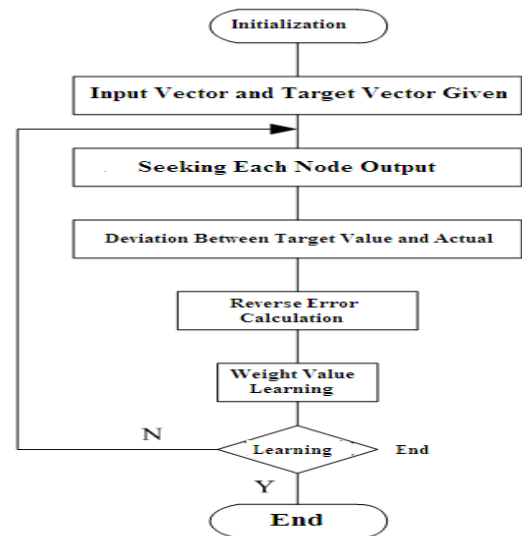 Initialization
Input Vector and Target Vector Given
Seeking Each Node Output
Deviation Between Target Value and Actual
Reverse Error
Calculation
Weight Value
Learning
N
Learning
End
Y
End